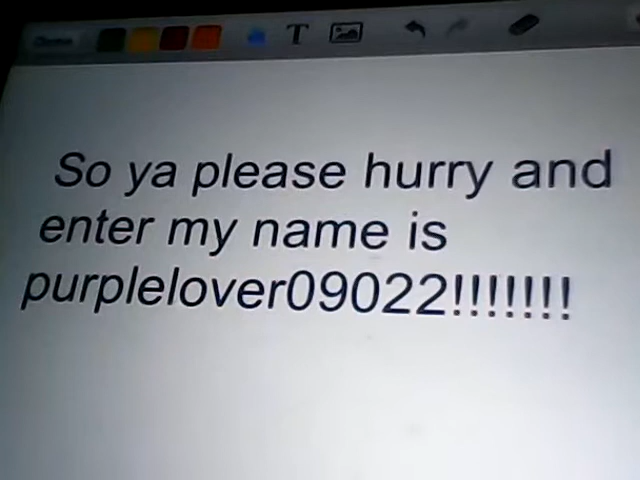 T
So ya please hurry and
enter my name is
purplelover09022!!!!!!!